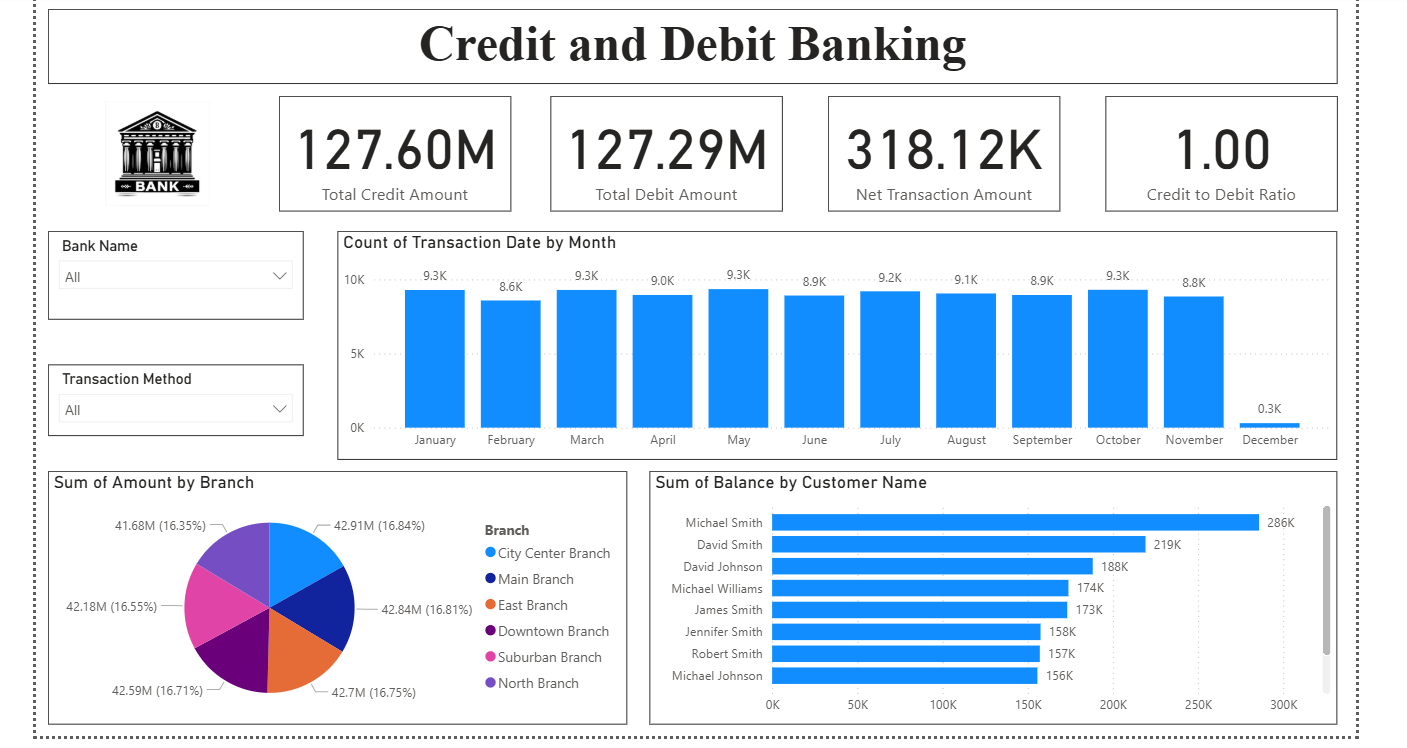 Credit and Debit Banking
BANK
127.60M
Total Credit Amount
127.29M
Total Debit Amount
318.12K
Net Transaction Amount
1.00
Credit to Debit Ratio
Bank Name
All
Transaction Method
All
Count of Transaction Date by Month
10K
5K
0K
9.3K
8.6K
9.3K
9.0K
9.3K
8.9K
9.2K
9.1K
8.9K
9.3K
8.8K
0.3K
January
February
March
April
May
June
July
August
September
October
November
December
Sum of Amount by Branch
42.91M (16.84%)
42.84M (16.81%)
42.7M (16.75%)
42.59M (16.71%)
42.18M (16.55%)
41.68M (16.35%)
Branch
City Center Branch
Main Branch
East Branch
Downtown Branch
Suburban Branch
North Branch
Sum of Balance by Customer Name
Michael Smith 286K
David Smith 219K
David Johnson 188K
Michael Williams 174K
James Smith 173K
Jennifer Smith 158K
Robert Smith 157K
Michael Johnson 156K
0K 50K 100K 150K 200K 250K 300K